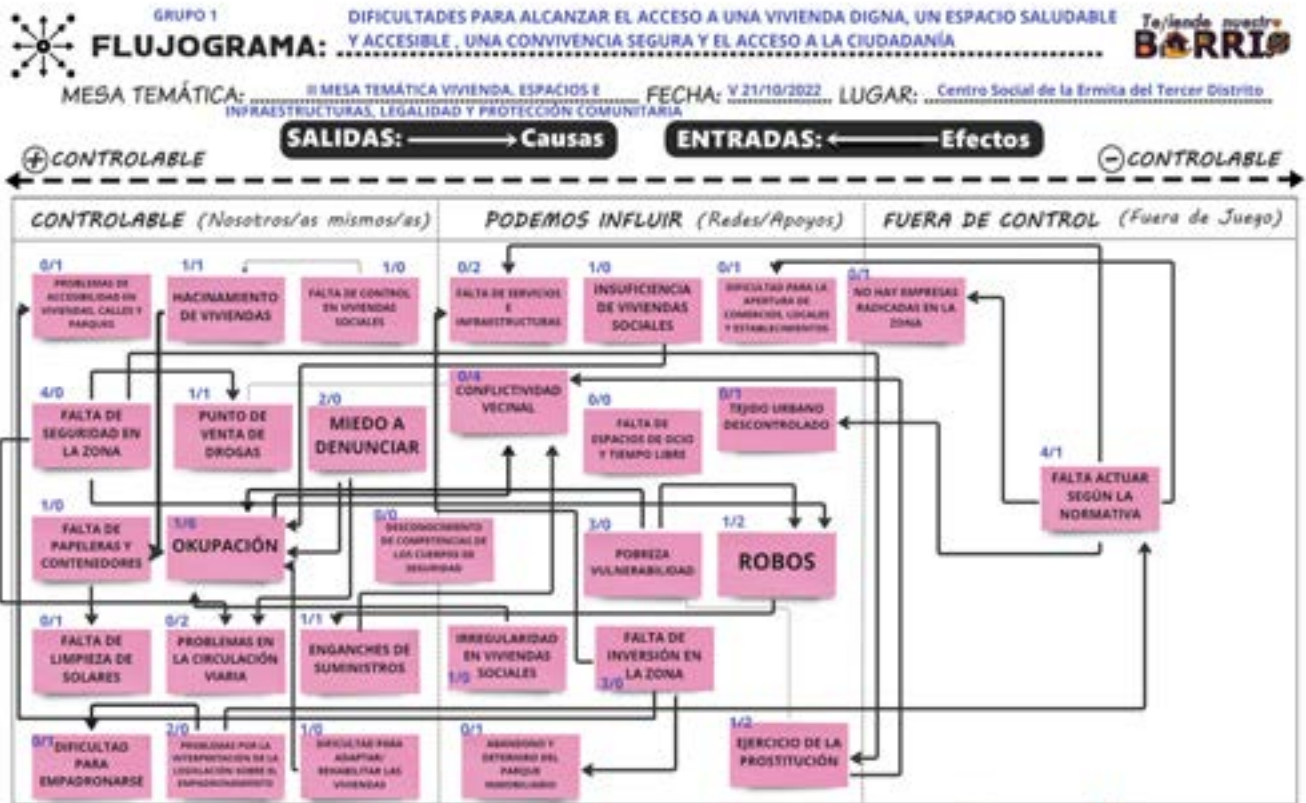 GRUPO 1
DIFICULTADES PARA ALCANZAR EL ACCESO A UNA VIVIENDA DIGNA, UN ESPACIO SALUDABLE
FLUJOGRAMA: Y ACCESIBLE , UNA CONVIVENCIA SEGURA Y EL ACCESO A LA CIUDADANÍA
Tejiendo nuestro
BARRIO
MESA TEMÁTICA: II MESA TEMÁTICA VIVIENDA. ESPACIOS E
INFRAESTRUCTURAS, LEGALIDAD Y PROTECCIÓN COMUNITARIA
FECHA: V 21/10/2022 LUGAR: Centro Social de la Ermita del Tercer Distrito
SALIDAS: Causas
ENTRADAS: Efectos
+ CONTROLABLE
- CONTROLABLE
CONTROLABLE (Nosotros/as mismos/as)
PODEMOS INFLUIR (Redes/Apoyos)
FUERA DE CONTROL (Fuera de Juego)
0/1
PROBLEMAS DE
ACCESIBILIDAD EN
VIVIENDAS, CALLES Y
PARQUES
1/1
HACINAMIENTO
DE VIVIENDAS
1/0
FALTA DE CONTROL
EN VIVIENDAS
SOCIALES
0/2
FALTA DE SERVICIOS
E
INFRAESTRUCTURAS
1/0
INSUFICIENCIA
DE VIVIENDAS
SOCIALES
0/1
DIFICULTAD PARA LA
APERTURA DE
COMERCIOS, LOCALES
Y ESTABLECIMIENTOS
0/1
NO HAY EMPRESAS
RADICADAS EN LA
ZONA
4/0
FALTA DE
SEGURIDAD EN
LA ZONA
1/1
PUNTO DE
VENTA DE
DROGAS
2/0
MIEDO A
DENUNCIAR
0/4
CONFLICTIVIDAD
VECINAL
0/0
FALTA DE
ESPACIOS DE OCIO
Y TIEMPO LIBRE
0/1
TEJIDO URBANO
DESCONTROLADO
4/1
FALTA ACTUAR
SEGÚN LA
NORMATIVA
1/0
FALTA DE
PAPELERAS Y
CONTENEDORES
1/6
OKUPACIÓN
0/0
DESCONOCIMIENTO
DE COMPETENCIAS DE
LOS CUERPOS DE
SEGURIDAD
3/0
POBREZA
VULNERABILIDAD
1/2
ROBOS
0/1
FALTA DE
LIMPIEZA DE
SOLARES
0/2
PROBLEMAS EN
LA CIRCULACIÓN
VIARIA
1/1
ENGANCHES DE
SUMINISTROS
IRREGULARIDAD
EN VIVIENDAS
SOCIALES
1/0
FALTA DE
INVERSIÓN EN
LA ZONA
3/0
0/1
DIFICULTAD
PARA
EMPADRONARSE
2/0
PROBLEMAS POR LA
INTERPRETACIÓN DE LA
LEGISLACIÓN SOBRE EL
EMPADRONAMIENTO
1/0
DIFICULTAD PARA
ADAPTAR/
REHABILITAR LAS
VIVIENDAS
0/1
ABANDONO Y
DETERIORO DEL
PARQUE
INMOBILIARIO
1/2
EJERCICIO DE LA
PROSTITUCIÓN